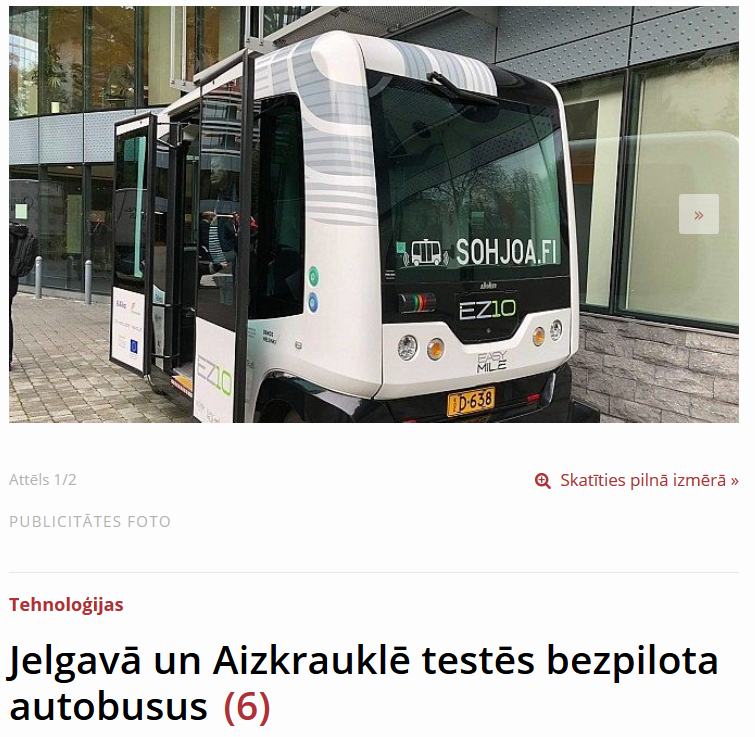 »
SOHJOA.FI
EZ10
EASY
MILE
D-638
EZ10
Attēls 1/2
Skatīties pilnā izmērā »
PUBLICITĀTES FOTO
Tehnoloģijas
Jelgavā un Aizkrauklē testēs bezpilota
autobusus (6)